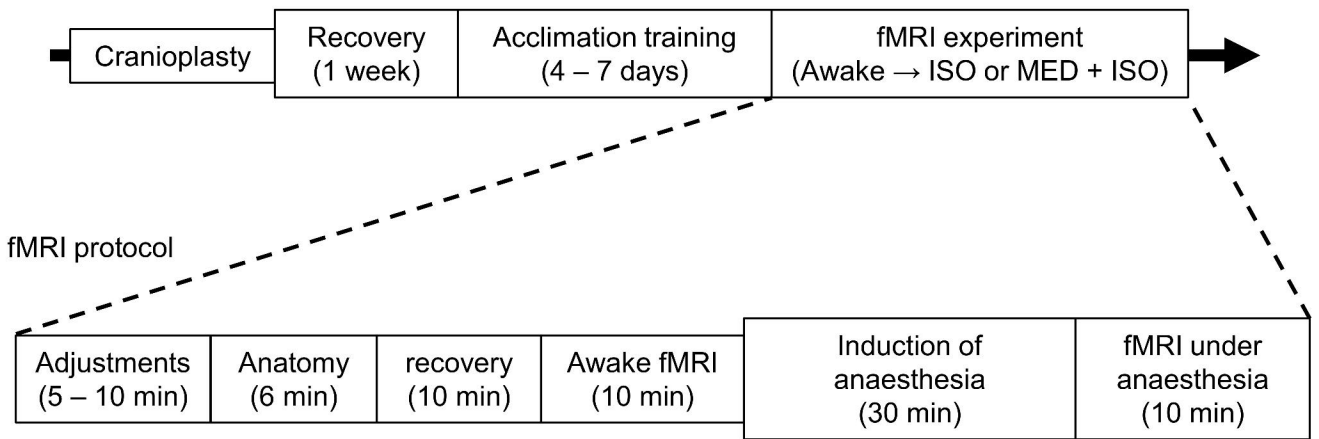 Cranioplasty
Recovery
(1 week)
Acclimation training
(4 – 7 days)
fMRI experiment
(Awake → ISO or MED + ISO)
fMRI protocol
Adjustments
(5 – 10 min)
Anatomy
(6 min)
recovery
(10 min)
Awake fMRI
(10 min)
Induction of
anaesthesia
(30 min)
fMRI under
anaesthesia
(10 min)